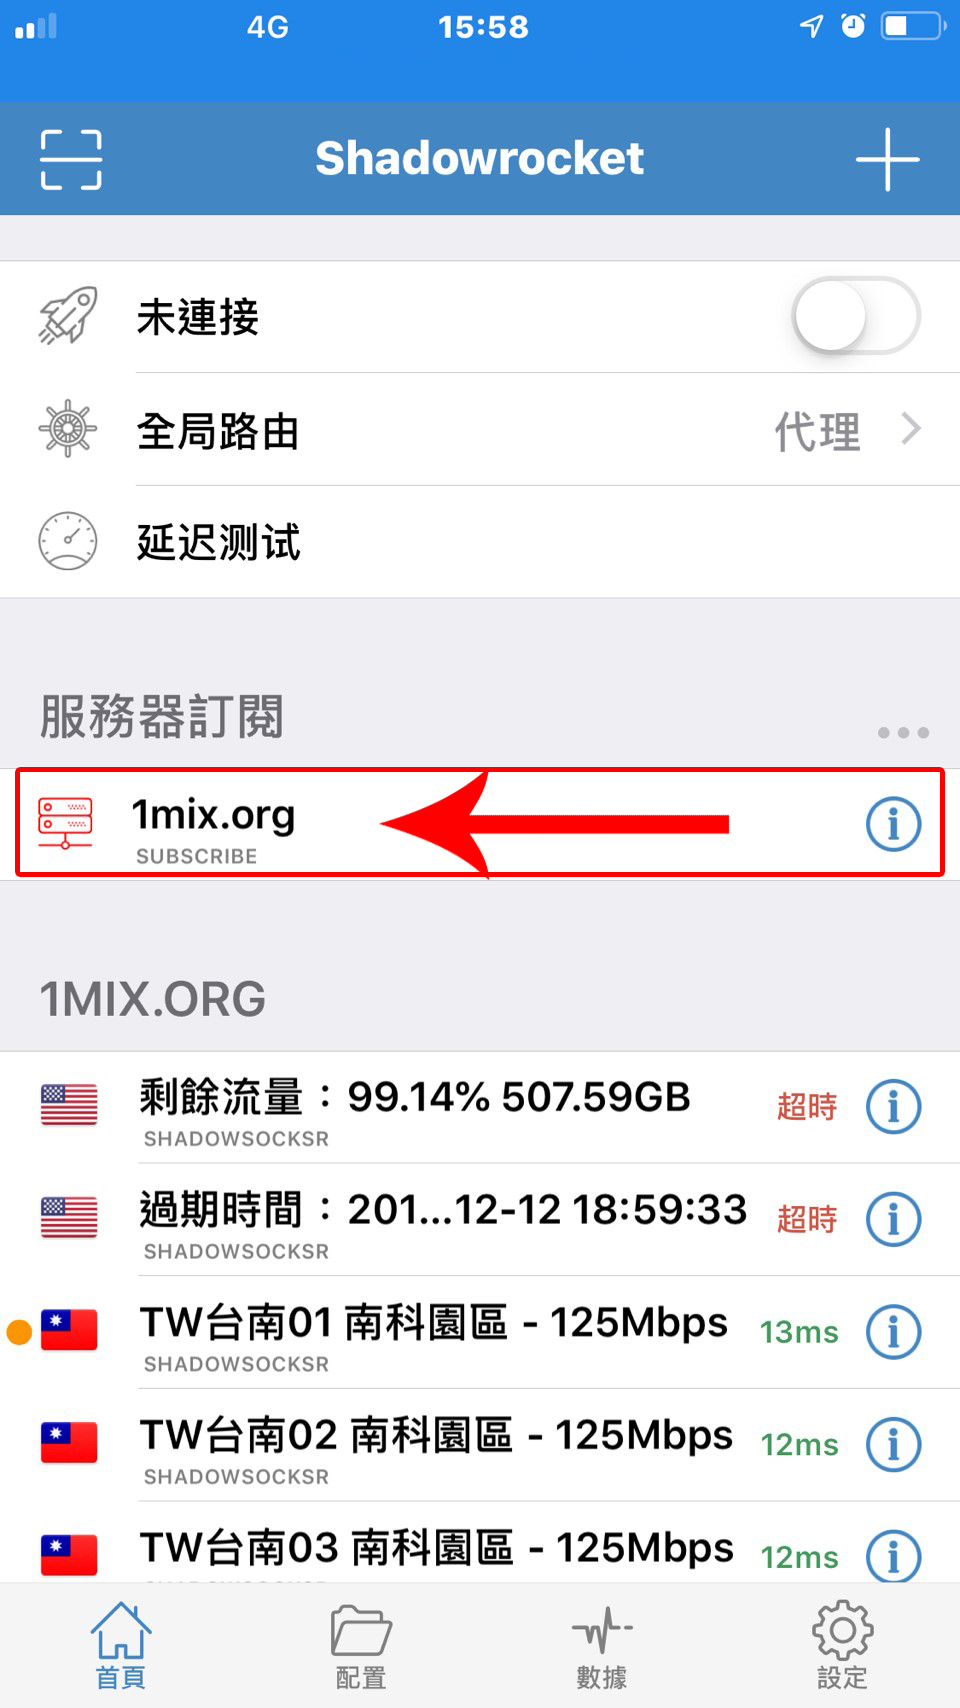 4G 15:58
Shadowrocket
未連接
全局路由 代理
延迟测试
服務器訂閱
1mix.org
SUBSCRIBE
1MIX.ORG
剩餘流量：99.14% 507.59GB 超時
SHADOWSOCKSR
過期時間：201...12-12 18:59:33 超時
SHADOWSOCKSR
TW台南01 南科園區 - 125Mbps 13ms
SHADOWSOCKSR
TW台南02 南科園區 - 125Mbps 12ms
SHADOWSOCKSR
TW台南03 南科園區 - 125Mbps 12ms
首頁 配置 數據 設定